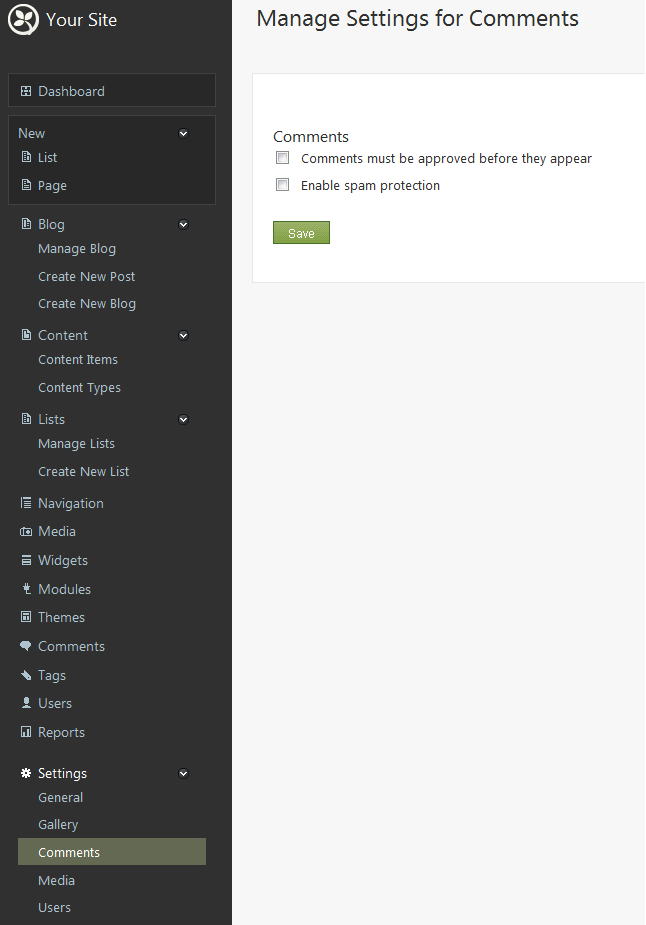 Your Site
Dashboard
New
List
Page
Blog
Manage Blog
Create New Post
Create New Blog
Content
Content Items
Content Types
Lists
Manage Lists
Create New List
Navigation
Media
Widgets
Modules
Themes
Comments
Tags
Users
Reports
Settings
General
Gallery
Comments
Media
Users
Manage Settings for Comments
Comments
Comments must be approved before they appear
Enable spam protection
Save